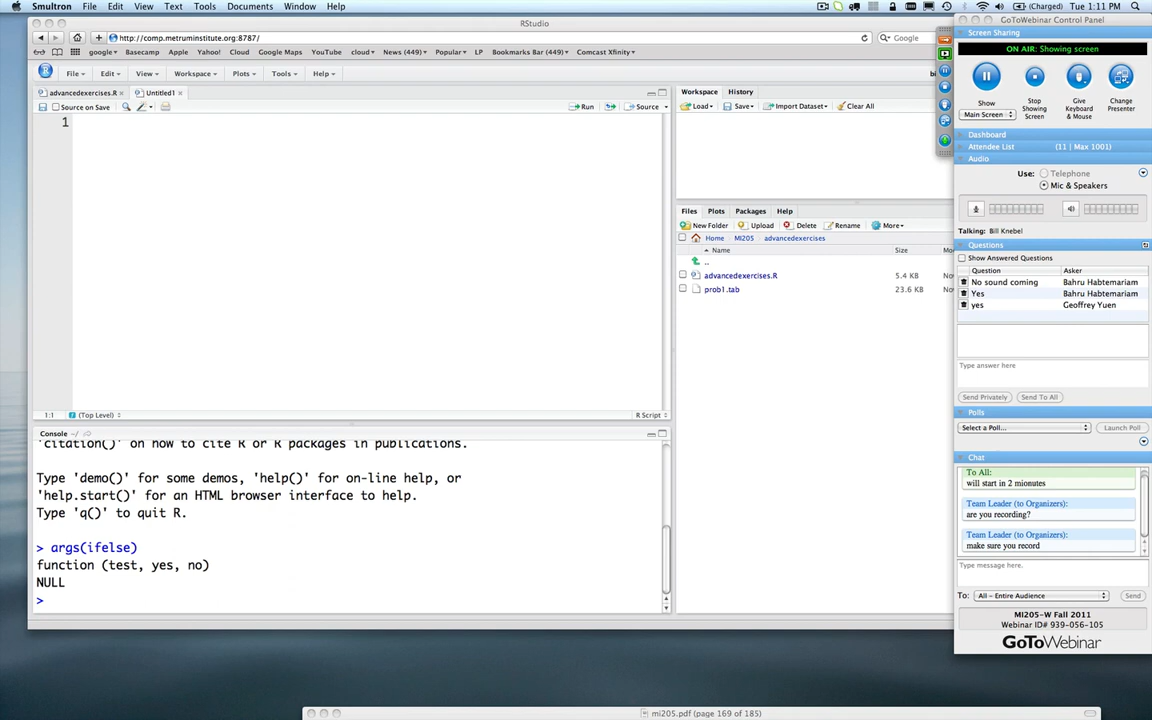 Smultron File Edit View Text Tools Documents Window Help (Charged) Tue 1:11 PM
RStudio
http://comp.metruminstitute.org:8787/
Google
google Basecamp Apple Yahoo! Cloud Google Maps YouTube cloud News (449) Popular LP Bookmarks Bar (449) Comcast Xfinity
File Edit View Workspace Plots Tools Help
bi
advancedexercises.R Untitled1
Source on Save Run Source
1
1:1 (Top Level) R Script
Console ~/
'citation()' on how to cite R or R packages in publications.
Type 'demo()' for some demos, 'help()' for on-line help, or
'help.start()' for an HTML browser interface to help.
Type 'q()' to quit R.
> args(ifelse)
function (test, yes, no)
NULL
>
Workspace History
Load Save Import Dataset Clear All
Files Plots Packages Help
New Folder Upload Delete Rename More
Home MI205 advancedexercises
Name Size Mo
..
advancedexercises.R 5.4 KB No
prob1.tab 23.6 KB No
GoToWebinar Control Panel
Screen Sharing
ON AIR: Showing screen
Show
Main Screen
Stop
Showing
Screen
Give
Keyboard
& Mouse
Change
Presenter
Dashboard
Attendee List (11 | Max 1001)
Audio
Use: Telephone
Mic & Speakers
Talking: Bill Knebel
Questions
Show Answered Questions
Question Asker
No sound coming Bahru Habtemariam
Yes Bahru Habtemariam
yes Geoffrey Yuen
Type answer here
Send Privately Send To All
Polls
Select a Poll... Launch Poll
Chat
To All:
will start in 2 mionutes
Team Leader (to Organizers):
are you recording?
Team Leader (to Organizers):
make sure you record
Type message here.
To: All - Entire Audience Send
MI205-W Fall 2011
Webinar ID# 939-056-105
GoToWebinar
mi205.pdf (page 169 of 185)